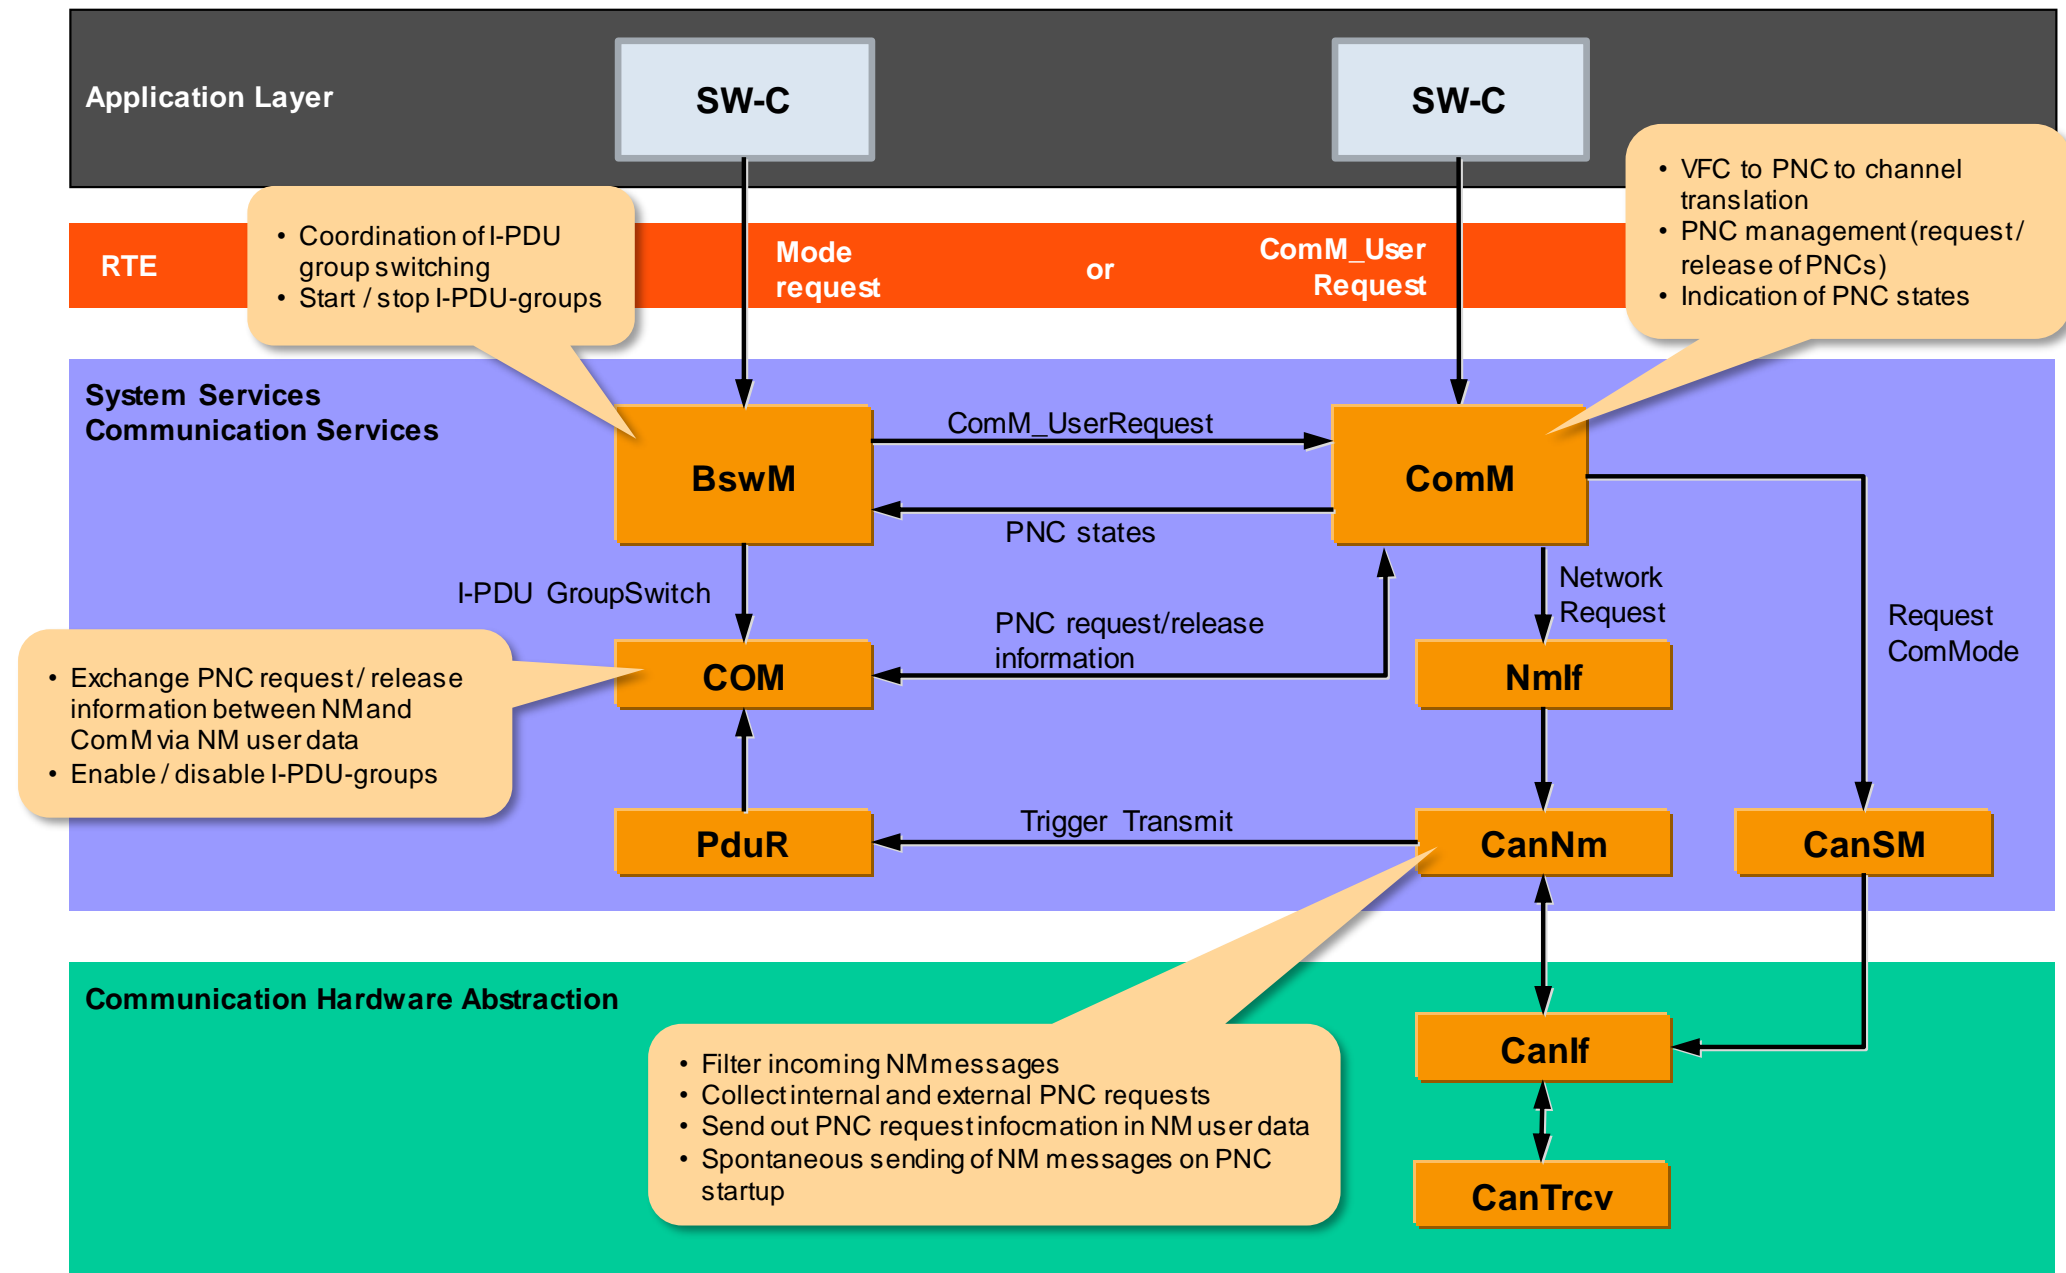 Application Layer
SW-C
SW-C
• VFC to PNC to channel
translation
• PNC management (request /
release of PNCs)
• Indication of PNC states
• Coordination of I-PDU
group switching
• Start / stop I-PDU-groups
RTE
Mode
request
or
ComM_User
Request
System Services
Communication Services
BswM
ComM_UserRequest
ComM
PNC states
I-PDU GroupSwitch
PNC request/release
information
Network
Request
Request
ComMode
• Exchange PNC request / release
information between NM and
ComM via NM user data
• Enable / disable I-PDU-groups
COM
NmIf
PduR
Trigger Transmit
CanNm
CanSM
Communication Hardware Abstraction
• Filter incoming NM messages
• Collect internal and external PNC requests
• Send out PNC request infocmation in NM user data
• Spontaneous sending of NM messages on PNC
startup
CanIf
CanTrcv